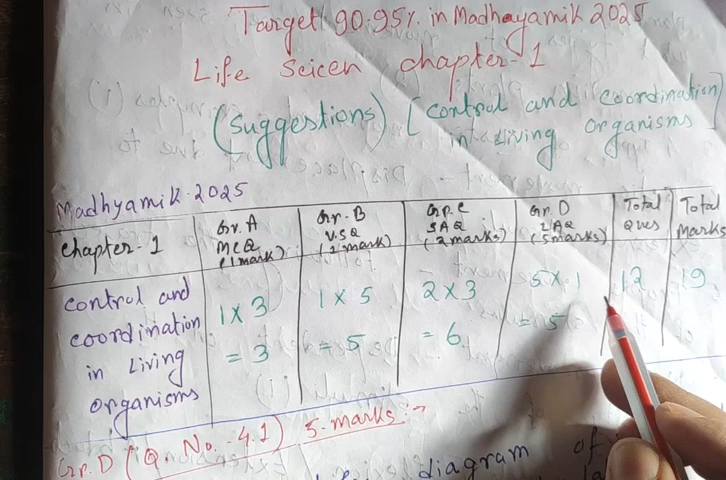 Target 90.95%. in Madhayamik 2025
Life Seicen chapter-1
(Suggestions) [control and coordination
in Living Organisms]
Madhyamik-2025
Chapter-1
Gr.A
MCQ
(1 mark)
Gr.-B
VSQ
(1 mark)
Gr.C
SAQ
(2 marks)
Gr.D
LAQ
(5 marks)
Total
Ques
Total
Marks
control and
coordination
in Living
organisms
1 x 3
= 3
1 x 5
= 5
2 x 3
= 6
5 x 1
= 5
12
19
Grp.D (Q. No. -4.1) 5-marks:-
diagram of